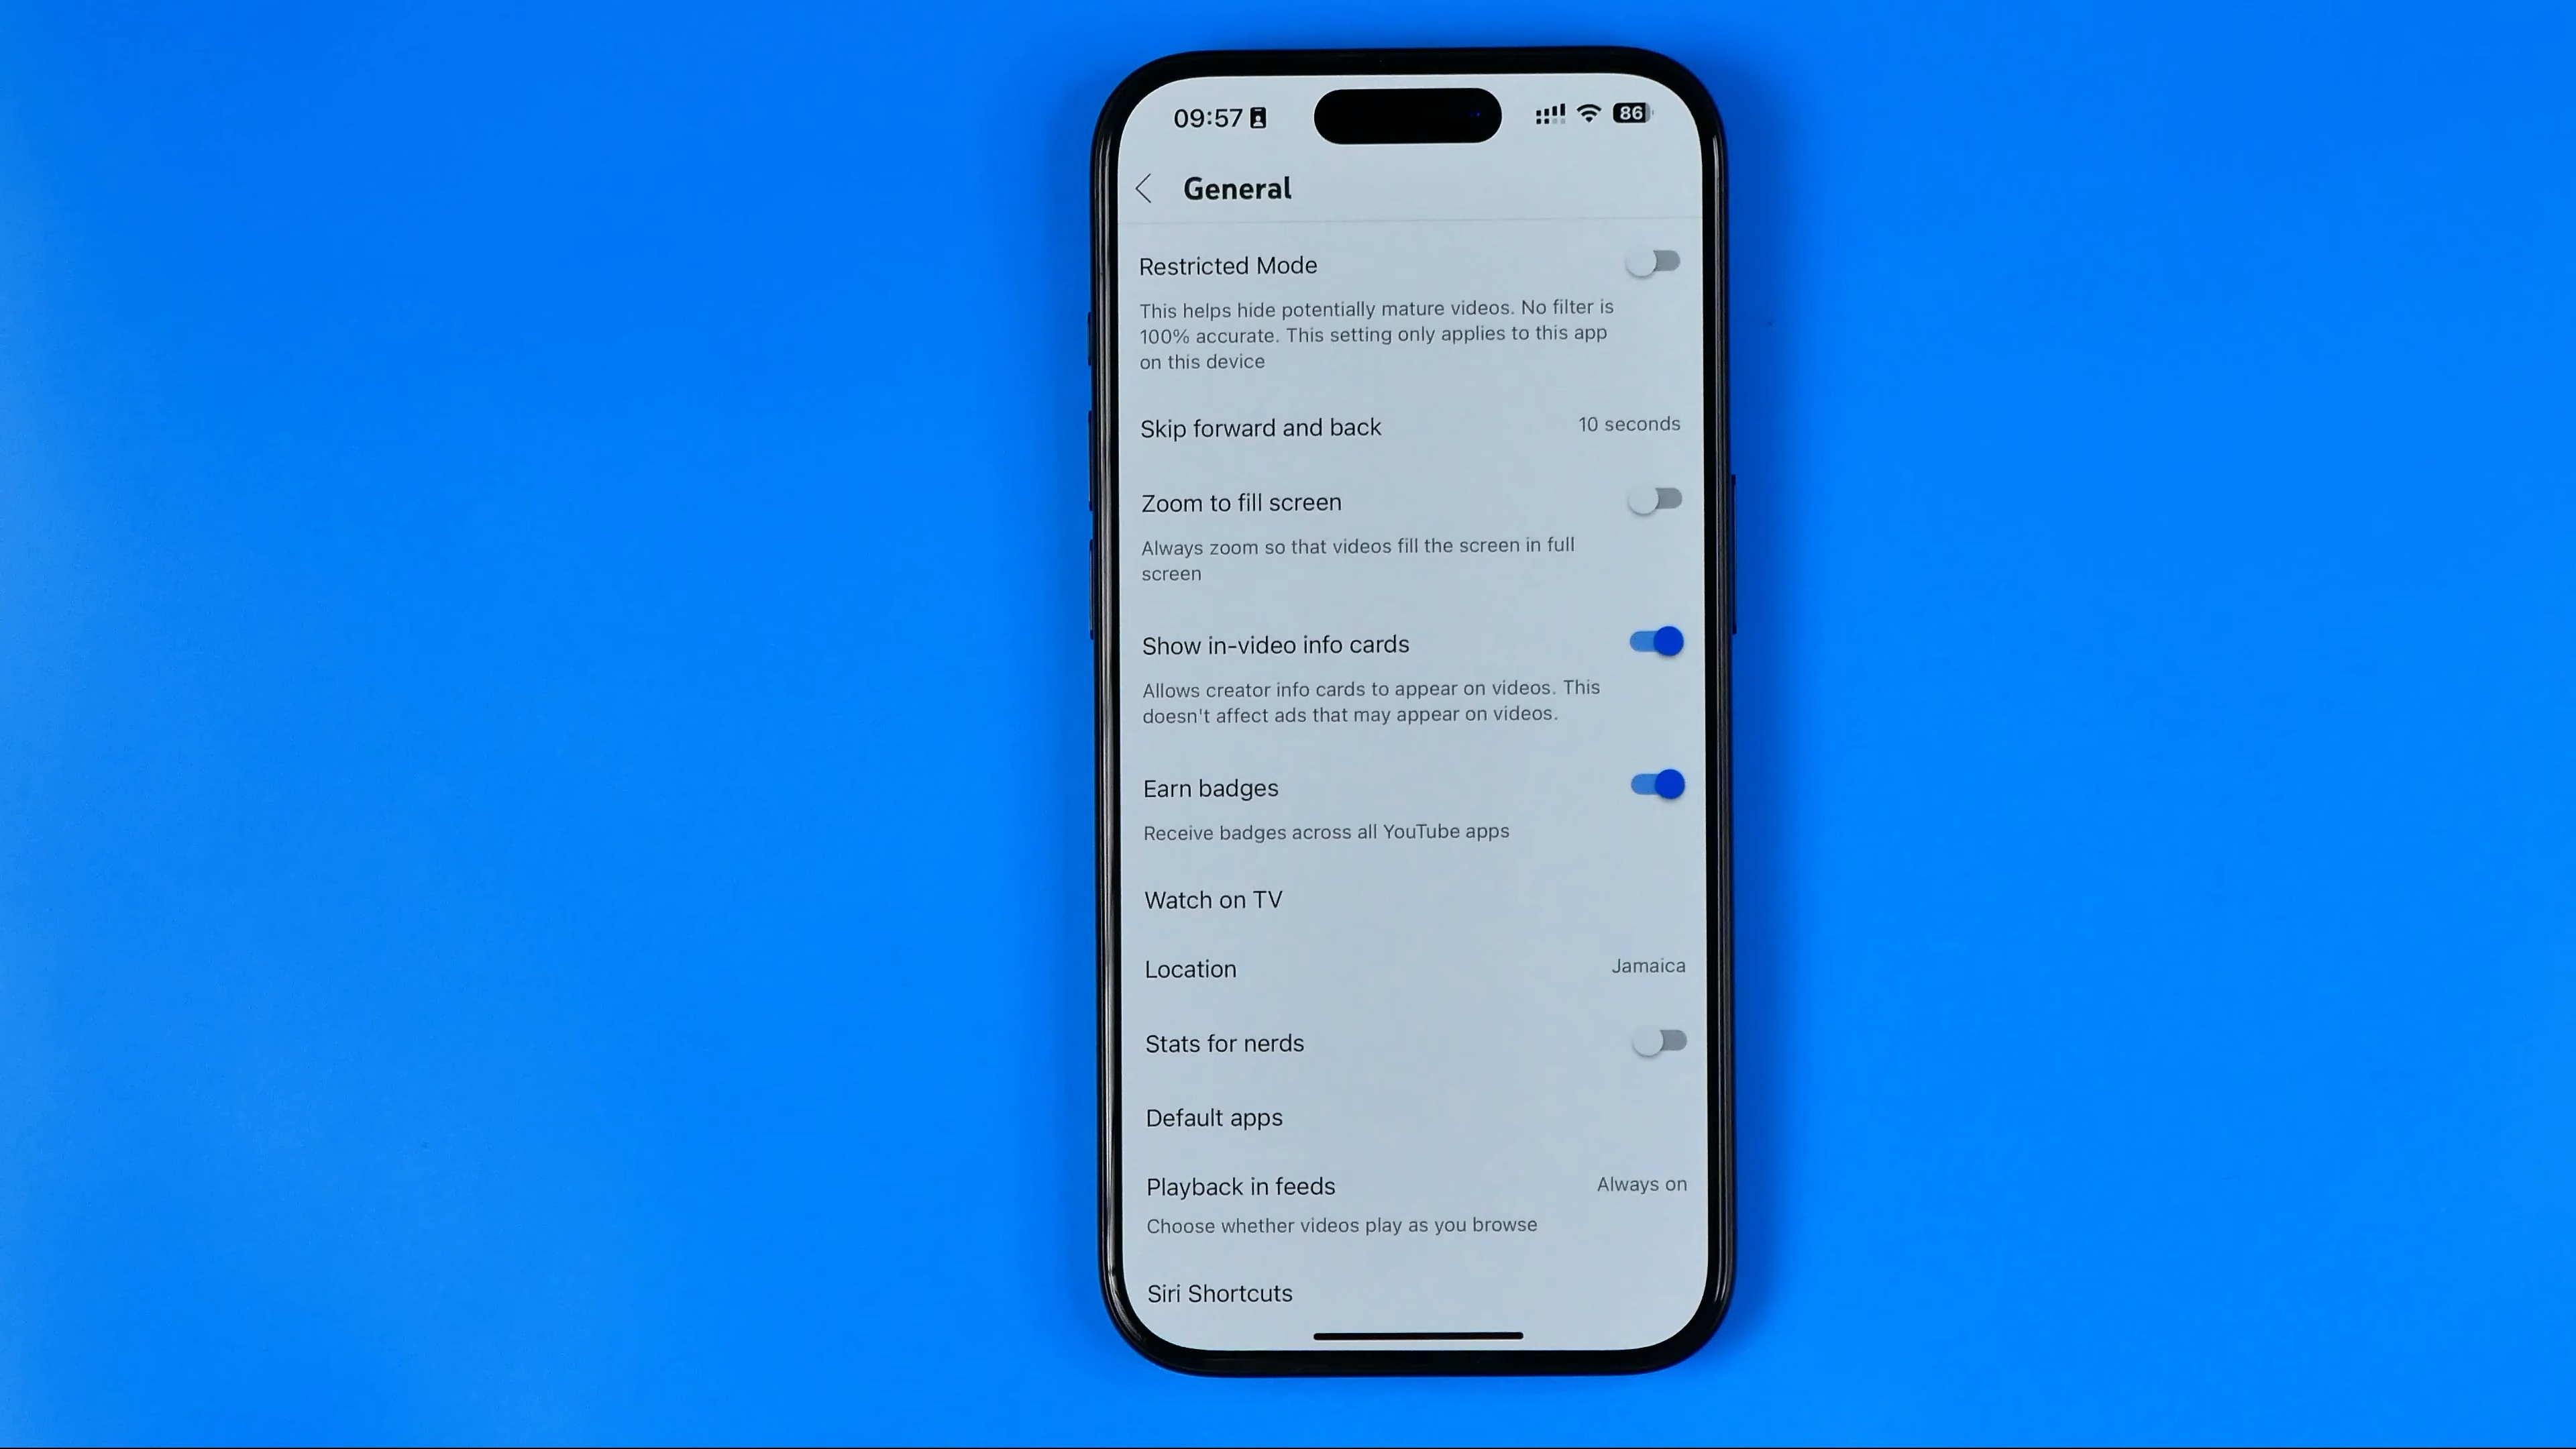 09:57
86
General
Restricted Mode
This helps hide potentially mature videos. No filter is
100% accurate. This setting only applies to this app
on this device
Skip forward and back
10 seconds
Zoom to fill screen
Always zoom so that videos fill the screen in full
screen
Show in-video info cards
Allows creator info cards to appear on videos. This
doesn't affect ads that may appear on videos.
Earn badges
Receive badges across all YouTube apps
Watch on TV
Location
Jamaica
Stats for nerds
Default apps
Playback in feeds
Always on
Choose whether videos play as you browse
Siri Shortcuts